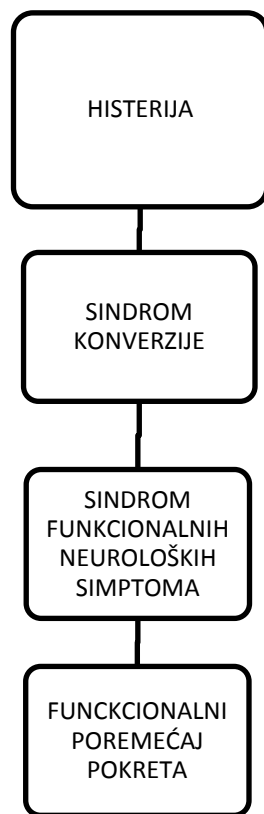 HISTERIJA
SINDROM
KONVERZIJE
SINDROM
FUNKCIONALNIH
NEUROLOŠKIH
SIMPTOMA
FUNCKCIONALNI
POREMEĆAJ
POKRETA